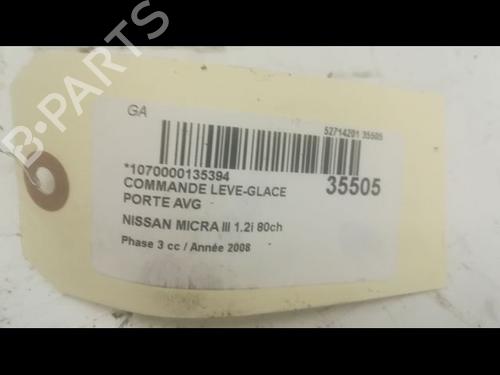 GA
52714201 35505
*1070000135394
COMMANDE LEVE-GLACE
35505
PORTE AVG
NISSAN MICRA III 1.2i 80ch
Phase 3 cc / Année 2008
B-PARTS